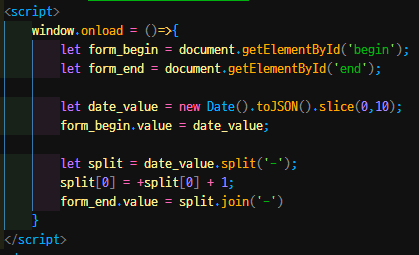 <script>
window.onload = ()=>{
let form_begin = document.getElementById('begin');
let form_end = document.getElementById('end');
let date_value = new Date().toJSON().slice(0,10);
form_begin.value = date_value;
let split = date_value.split('-');
split[0] = +split[0] + 1;
form_end.value = split.join('-')
}
</script>